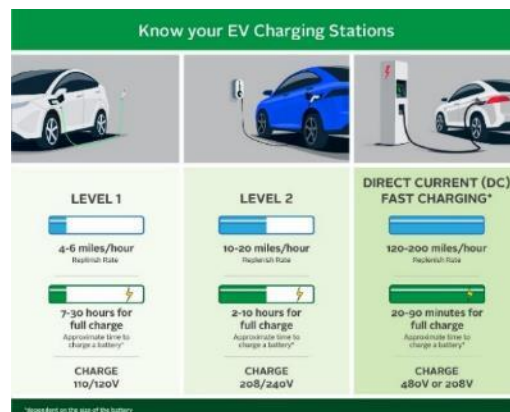 Know your EV Charging Stations
LEVEL 1
4-6 miles/hour
Replinish Rate
7-30 hours for
full charge
Approximate time to
charge a battery*
CHARGE
110/120V
LEVEL 2
10-20 miles/hour
Replenish Rate
2-10 hours for
full charge
Approximate time to
charge a battery*
CHARGE
208/240V
DIRECT CURRENT (DC)
FAST CHARGING*
120-200 miles/hour
Replenish Rate
20-90 minutes for
full charge
Approximate time to
charge a battery*
CHARGE
480V or 208V
*dependent on the size of the battery